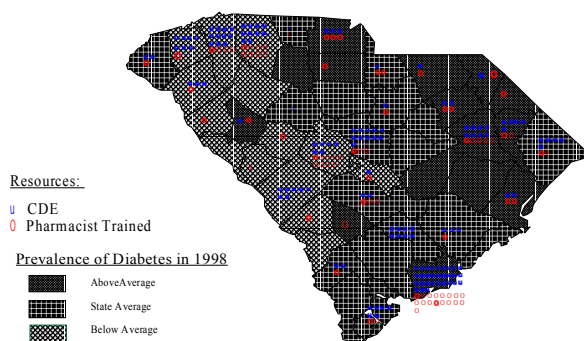 Resources:
CDE
Pharmacist Trained
Prevalence of Diabetes in 1998
AboveAverage
State Average
Below Average